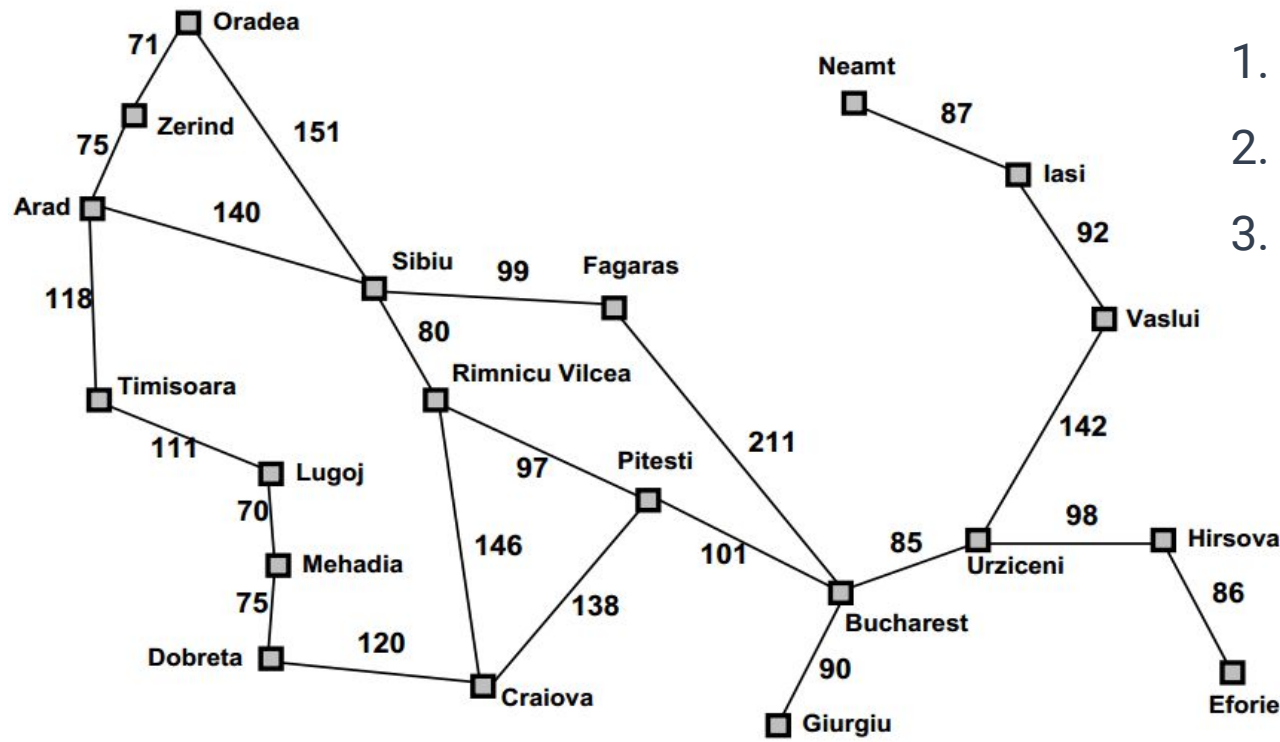 Oradea
71
Neamt
1.
87
Zerind
151
2.
75
Iasi
Arad
140
92
3.
Sibiu
99
Fagaras
118
80
Vaslui
Rimnicu Vilcea
Timisoara
142
211
111
97
Pitesti
Lugoj
70
98
146
101
85
Hirsova
Mehadia
Urziceni
75
138
86
Bucharest
120
Dobreta
90
Craiova
Eforie
Giurgiu